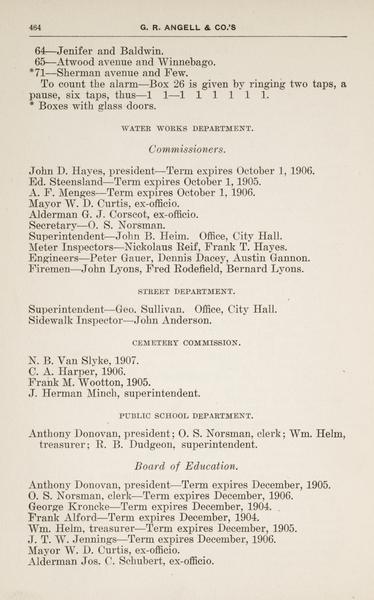 464 G. R. ANGELL & CO.'S
64—Jenifer and Baldwin.
65—Atwood avenue and Winnebago.
*71—Sherman avenue and Few.
To count the alarm—Box 26 is given by ringing two taps, a
pause, six taps, thus—1 1—1 1 1 1 1 1.
* Boxes with glass doors.
WATER WORKS DEPARTMENT.
Commissioners.
John D. Hayes, president—Term expires October 1, 1906.
Ed. Steensland—Term expires October 1, 1905.
A. F. Menges—Term expires October 1, 1906.
Mayor W. D. Curtis, ex-officio.
Alderman G. J. Corscot, ex-officio.
Secretary—O. S. Norsman.
Superintendent—John B. Heim. Office, City Hall.
Meter Inspectors—Nickolaus Reif, Frank T. Hayes.
Engineers—Peter Gauer, Dennis Dacey, Austin Gannon.
Firemen—John Lyons, Fred Rodefield, Bernard Lyons.
STREET DEPARTMENT.
Superintendent—Geo. Sullivan. Office, City Hall.
Sidewalk Inspector—John Anderson.
CEMETERY COMMISSION.
N. B. Van Slyke, 1907.
C. A. Harper, 1906.
Frank M. Wootton, 1905.
J. Herman Minch, superintendent.
PUBLIC SCHOOL DEPARTMENT.
Anthony Donovan, president; O. S. Norsman, clerk; Wm. Helm,
treasurer; R. B. Dudgeon, superintendent.
Board of Education.
Anthony Donovan, president—Term expires December, 1905.
O. S. Norsman, clerk—Term expires December, 1906.
George Kroncke—Term expires December, 1904.
Frank Alford—Term expires December, 1904.
Wm. Helm, treasurer—Term expires December, 1905.
J. T. W. Jennings—Term expires December, 1906.
Mayor W. D. Curtis, ex-officio.
Alderman Jos. C. Schubert, ex-officio.